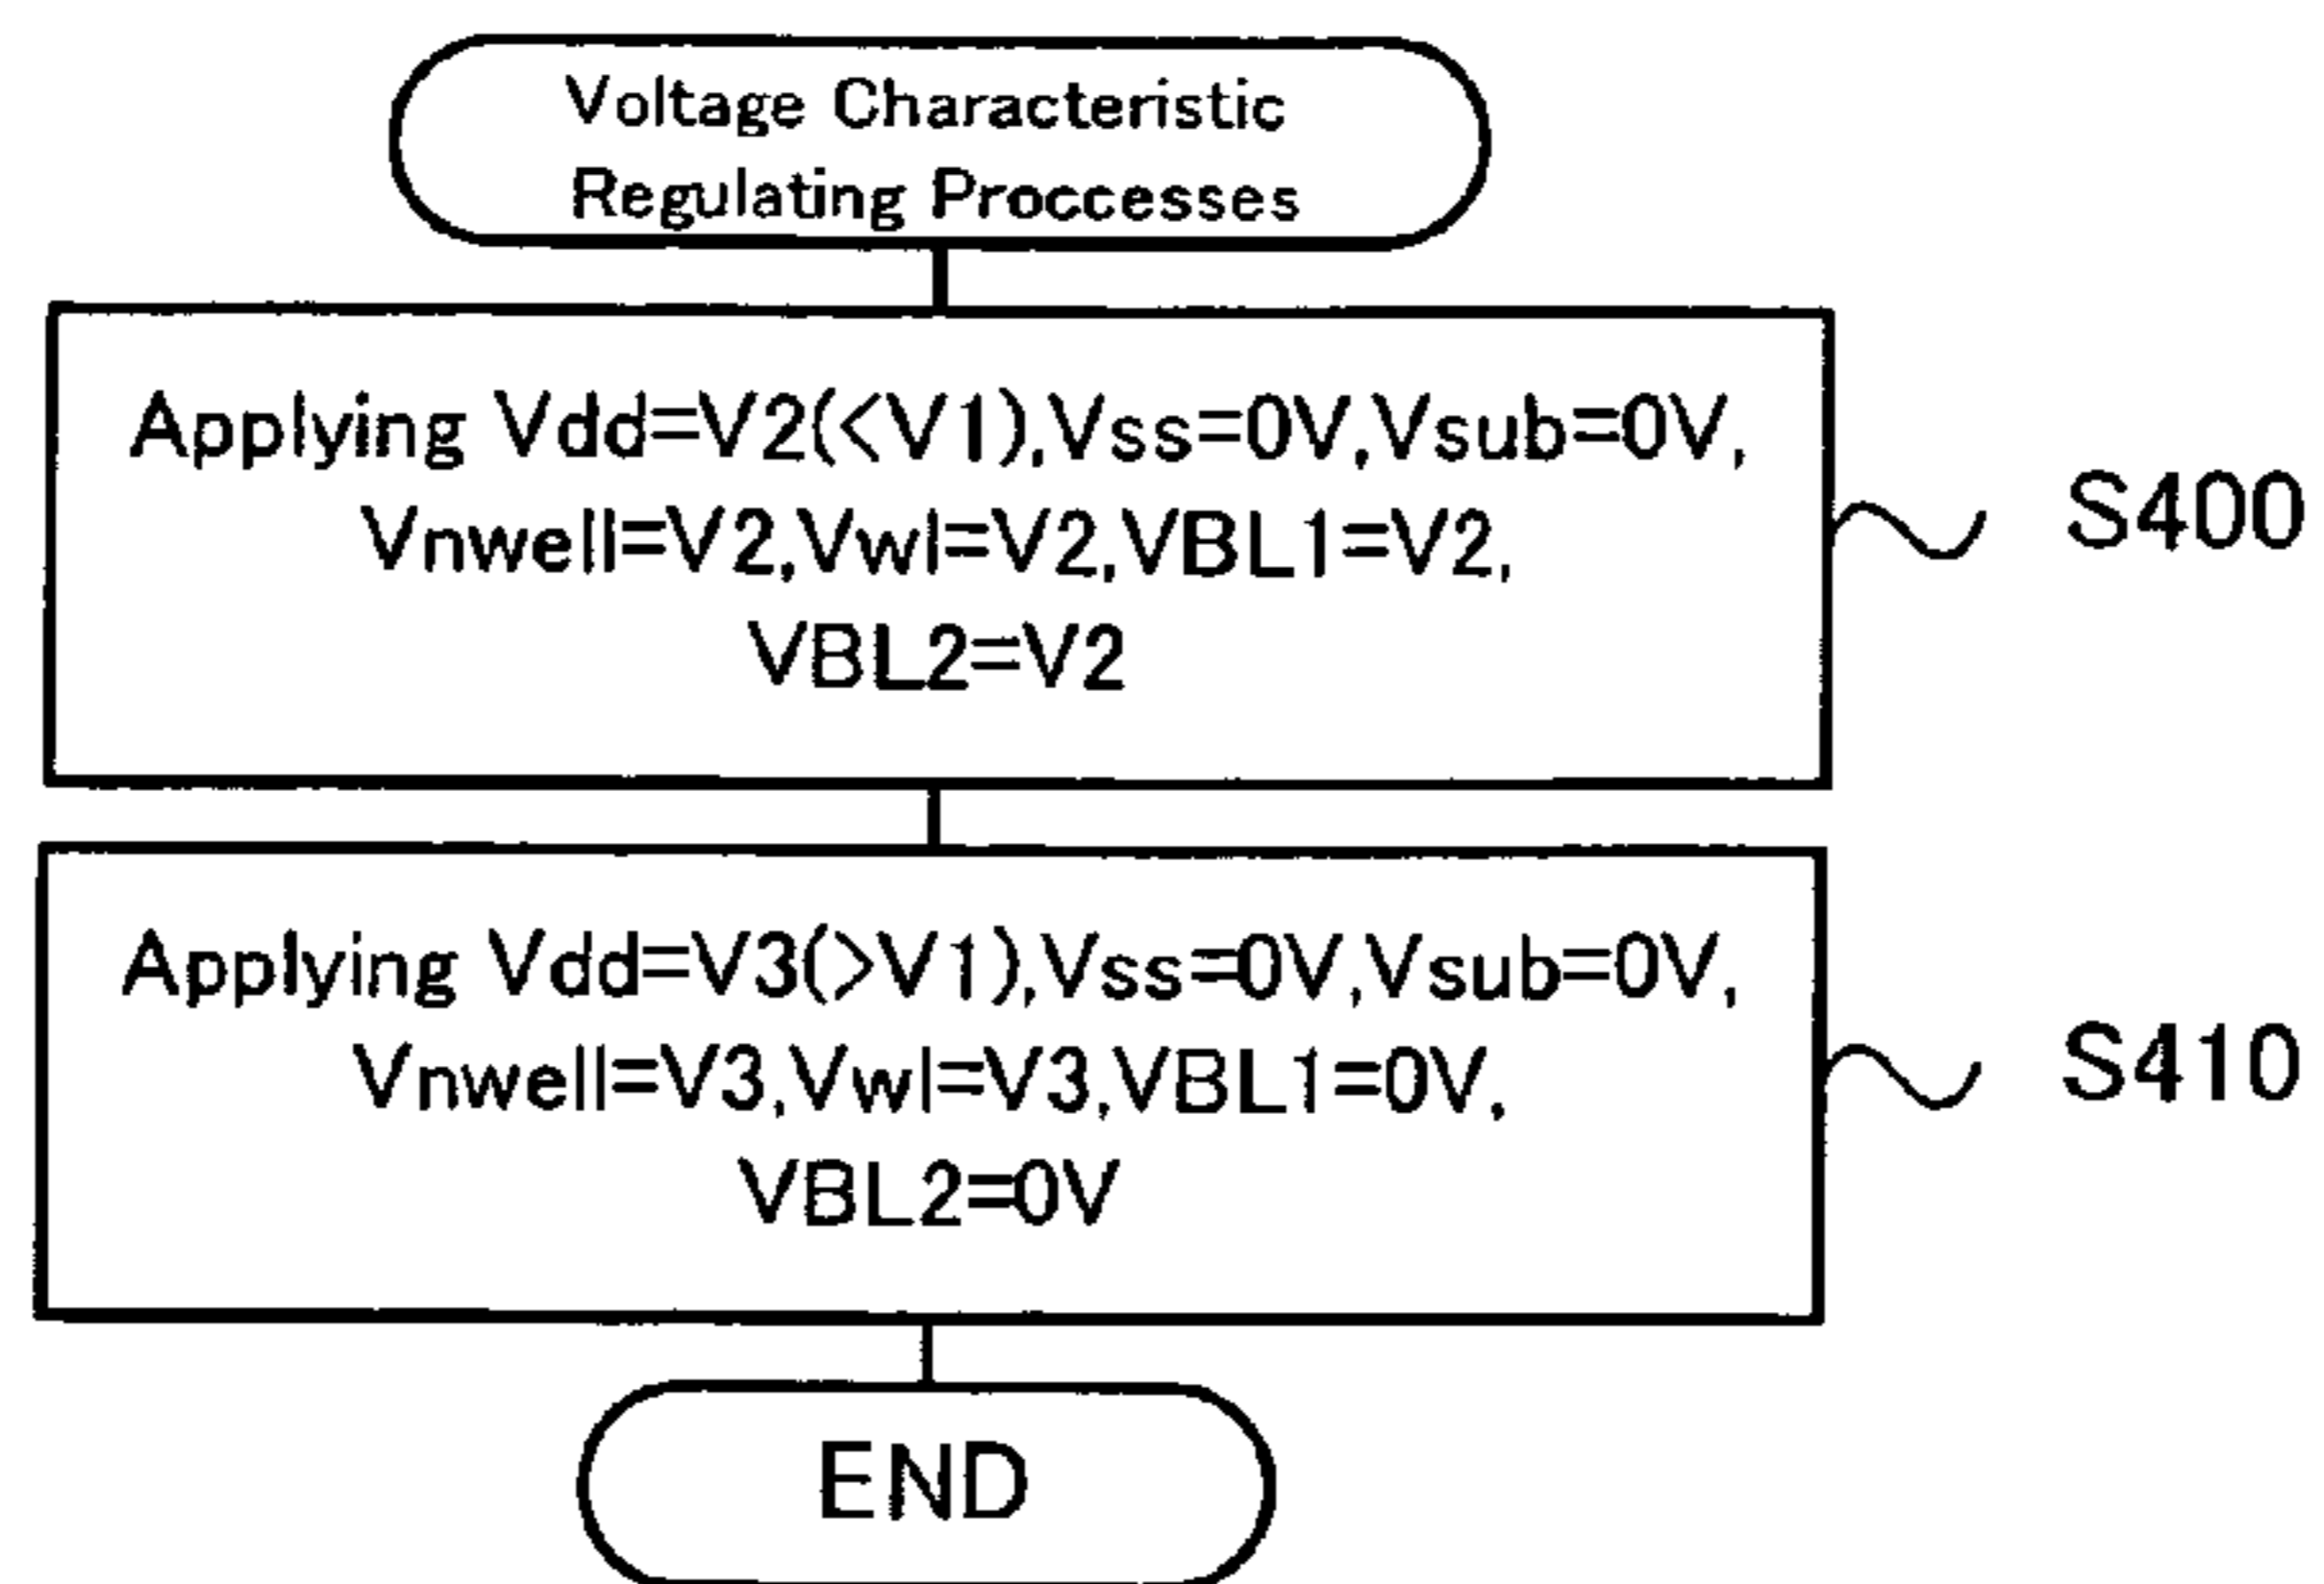 Voltage Characteristic
Regulating Proccesses
Applying Vdd=V2(<V1),Vss=0V,Vsub=0V,
Vnwell=V2,Vwl=V2,VBL1=V2,
VBL2=V2
S400
Applying Vdd=V3(>V1),Vss=0V,Vsub=0V,
Vnwell=V3,Vwl=V3,VBL1=0V,
VBL2=0V
S410
END